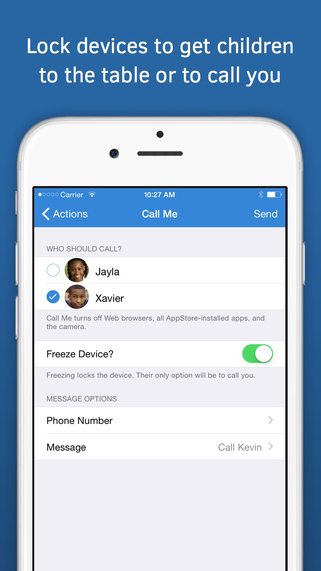 Lock devices to get children
to the table or to call you
Carrier 10:27 AM
Actions Call Me Send
WHO SHOULD CALL?
Jayla
Xavier
Call Me turns off Web browsers, all AppStore-installed apps, and
the camera.
Freeze Device?
Freezing locks the device. Their only option will be to call you.
MESSAGE OPTIONS
Phone Number
Message Call Kevin